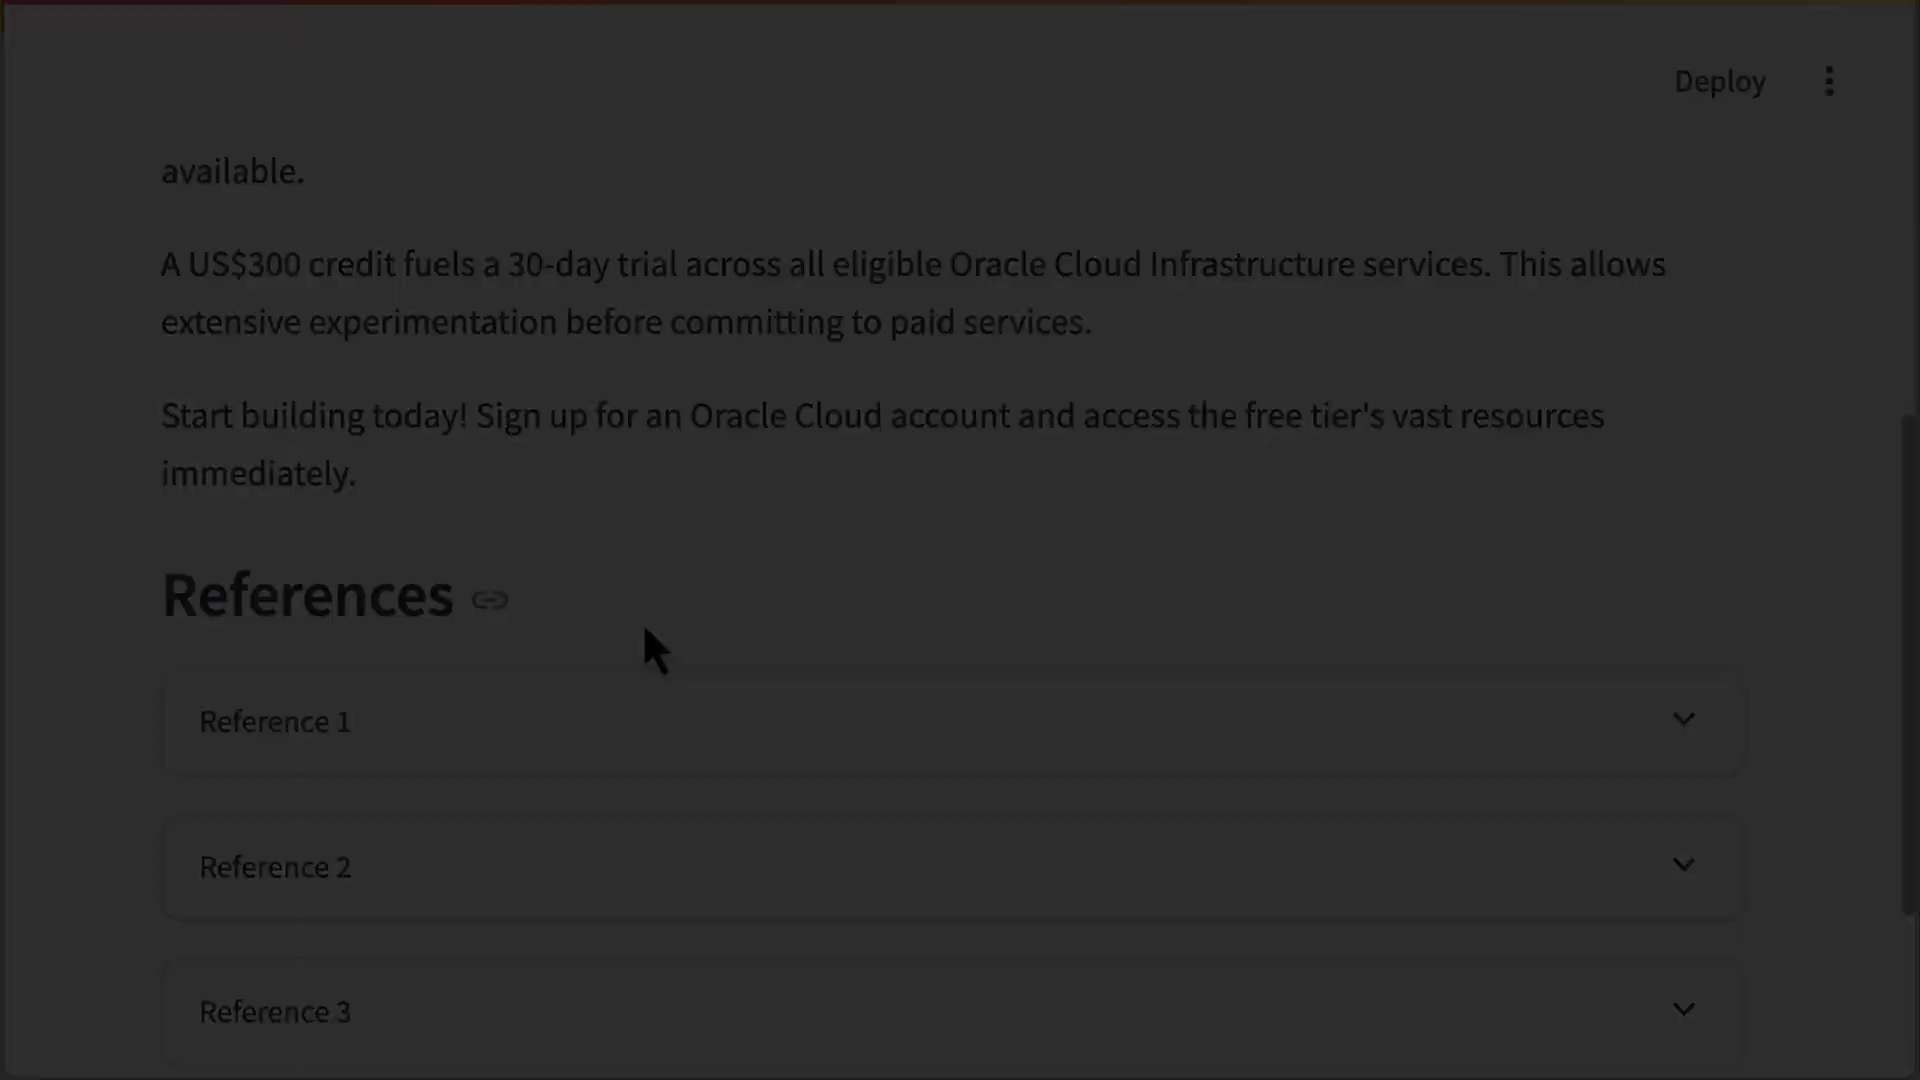 Deploy
available.
A US$300 credit fuels a 30-day trial across all eligible Oracle Cloud Infrastructure services. This allows
extensive experimentation before committing to paid services.
Start building today! Sign up for an Oracle Cloud account and access the free tier's vast resources
immediately.
References
Reference 1
Reference 2
Reference 3